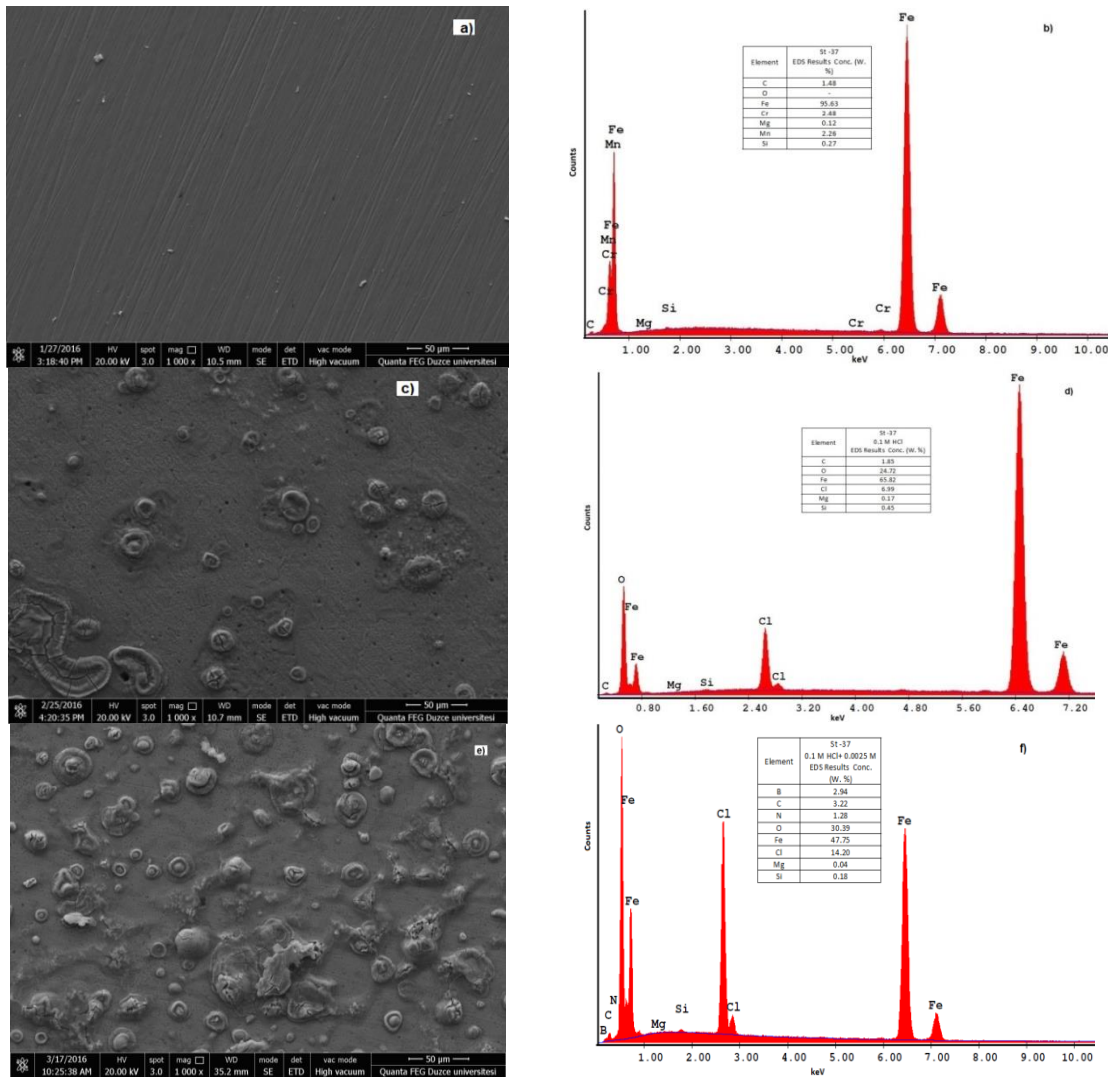 a)
1/27/2016 HV spot mag WD mode det vac mode 50 µm
3:18:40 PM 20.00 kV 3.0 1 000 x 10.5 mm SE ETD High vacuum Quanta FEG Duzce universitesi
b)
Fe
St -37
Element EDS Results Conc. (W. %)
C 1.48
O -
Fe 95.63
Cr 2.48
Mg 0.12
Mn 2.26
Si 0.27
Fe
Mn
Fe
Mn
Cr
Cr
C
Mg
Si
Cr
Cr
Fe
Counts
1.00 2.00 3.00 4.00 5.00 6.00 7.00 8.00 9.00 10.0
keV
c)
2/25/2016 HV spot mag WD mode det vac mode 50 µm
4:20:35 PM 20.00 kV 3.0 1 000 x 10.7 mm SE ETD High vacuum Quanta FEG Duzce universitesi
d)
Fe
St -37
0.1 M HCl
Element EDS Results Conc. (W. %)
C 1.85
O 24.72
Fe 65.82
Cl 6.99
Mg 0.17
Si 0.45
O
Fe
Fe
C
Mg
Si
Cl
Cl
Fe
Counts
0.80 1.60 2.40 3.20 4.00 4.80 5.60 6.40 7.20
keV
e)
3/17/2016 HV spot mag WD mode det vac mode 50 µm
10:25:38 AM 20.00 kV 3.0 1 000 x 35.2 mm SE ETD High vacuum Quanta FEG Duzce universitesi
f)
O
St -37
0.1 M HCl+ 0.0025 M
Element EDS Results Conc.
(W. %)
B 2.94
C 3.22
N 1.28
O 30.39
Fe 47.75
Cl 14.20
Mg 0.04
Si 0.18
Fe
Fe
N
C
B
Mg
Si
Cl
Cl
Fe
Fe
Counts
1.00 2.00 3.00 4.00 5.00 6.00 7.00 8.00 9.00 10.00
keV